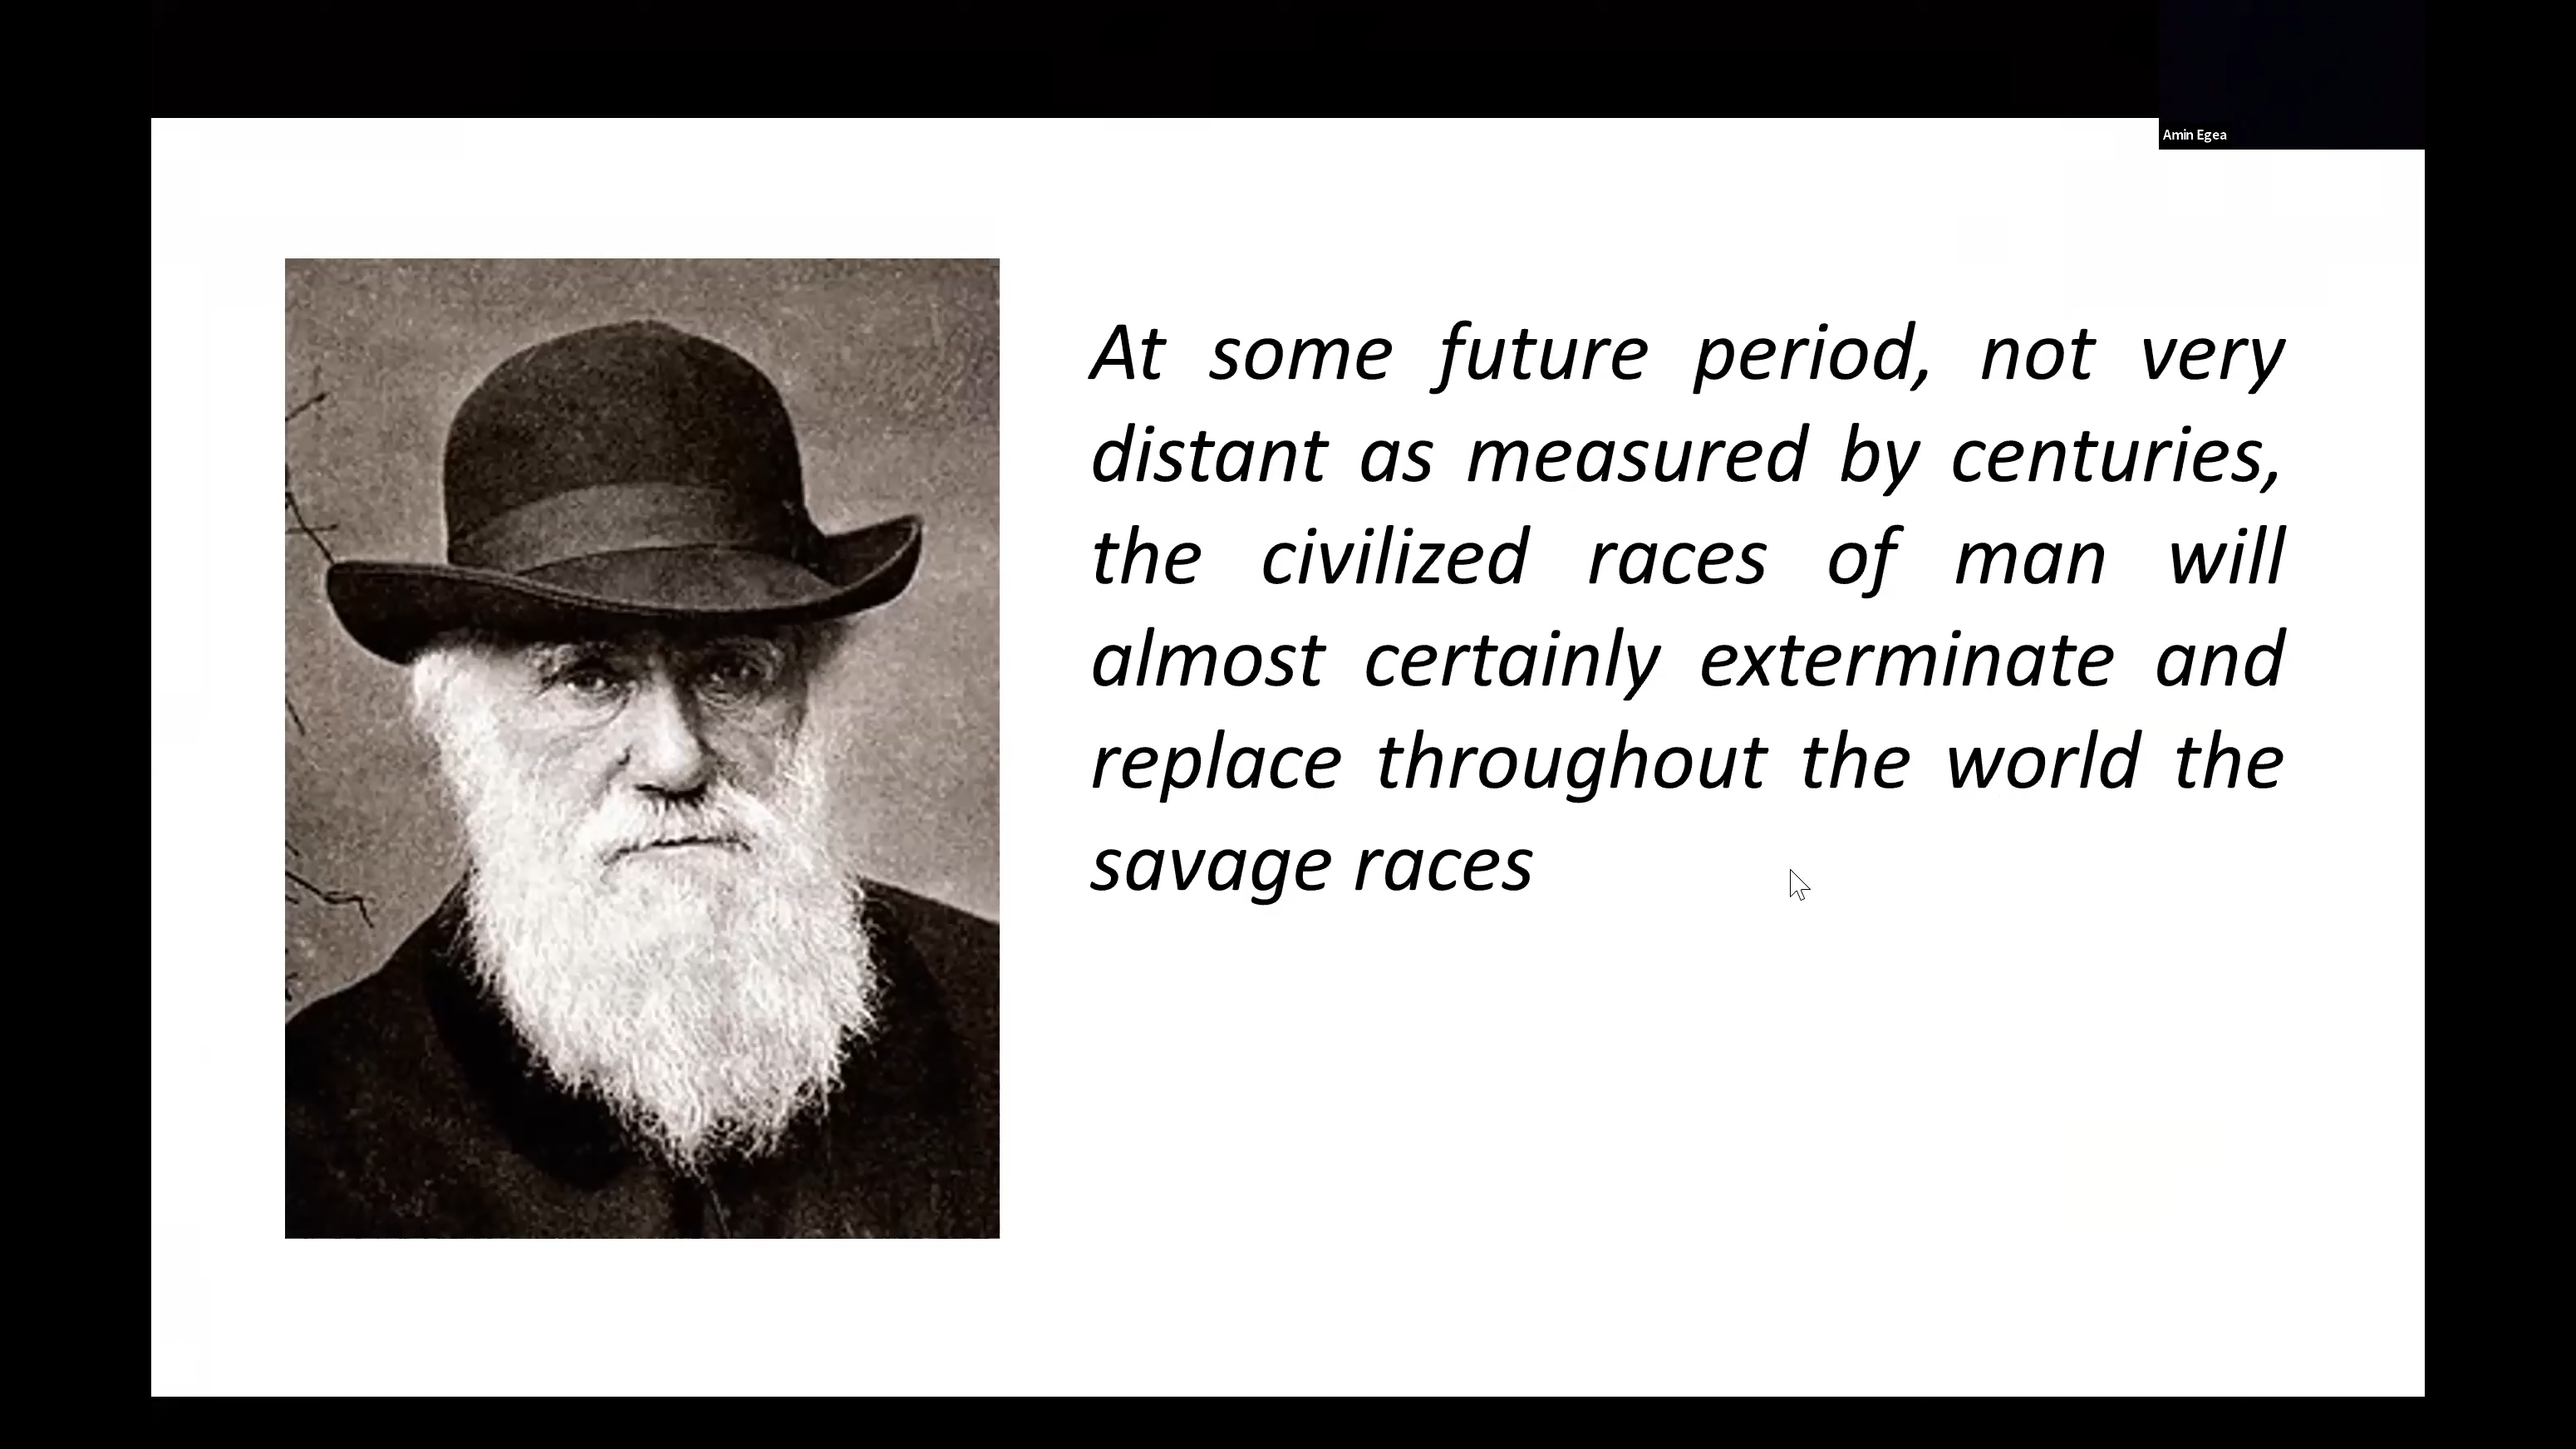 Amin Egea
At some future period, not very
distant as measured by centuries,
the civilized races of man will
almost certainly exterminate and
replace throughout the world the
savage races